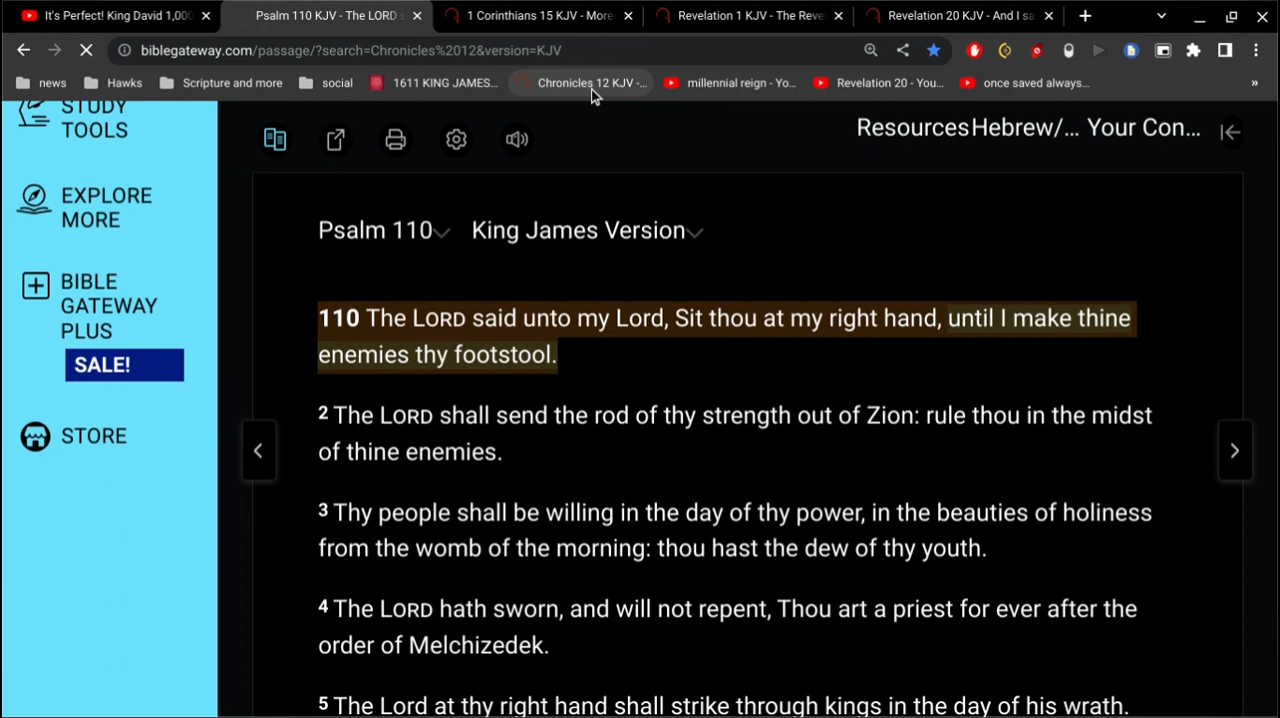 It's Perfect! King David 1,000
Psalm 110 KJV - The LORD s
1 Corinthians 15 KJV - More
Revelation 1 KJV - The Reve
Revelation 20 KJV - And I sa
biblegateway.com/passage/?search=Chronicles%2012&version=KJV
news
Hawks
Scripture and more
social
1611 KING JAMES...
Chronicles 12 KJV -...
millennial reign - Yo...
Revelation 20 - You...
once saved always...
»
STUDY
TOOLS
EXPLORE
MORE
BIBLE
GATEWAY
PLUS
SALE!
STORE
Resources
Hebrew/...
Your Con...
Psalm 110
King James Version
110 The LORD said unto my Lord, Sit thou at my right hand, until I make thine
enemies thy footstool.
2 The LORD shall send the rod of thy strength out of Zion: rule thou in the midst
of thine enemies.
3 Thy people shall be willing in the day of thy power, in the beauties of holiness
from the womb of the morning: thou hast the dew of thy youth.
4 The LORD hath sworn, and will not repent, Thou art a priest for ever after the
order of Melchizedek.
5 The Lord at thy right hand shall strike through kings in the day of his wrath.